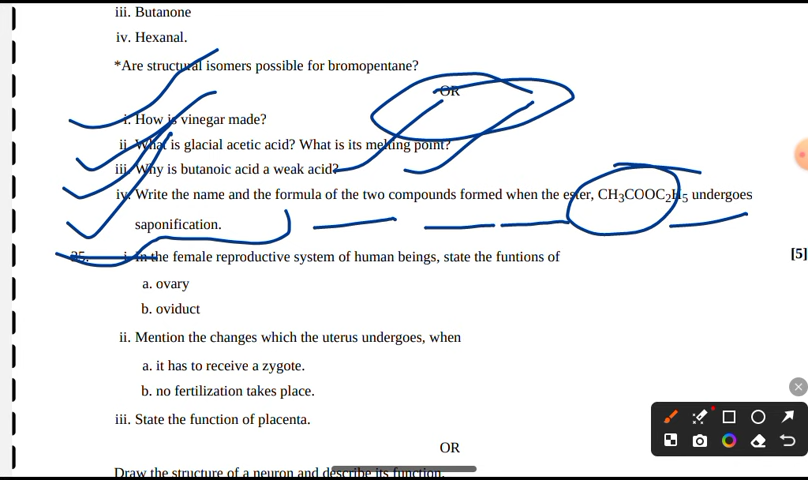 iii. Butanone
iv. Hexanal.
*Are structural isomers possible for bromopentane?
OR
i. How is vinegar made?
ii. What is glacial acetic acid? What is its melting point?
iii. Why is butanoic acid a weak acid?
iv. Write the name and the formula of the two compounds formed when the ester, CH3COOC2H5 undergoes
saponification.
35. i. In the female reproductive system of human beings, state the funtions of [5]
a. ovary
b. oviduct
ii. Mention the changes which the uterus undergoes, when
a. it has to receive a zygote.
b. no fertilization takes place.
iii. State the function of placenta.
OR
Draw the structure of a neuron and describe its function.